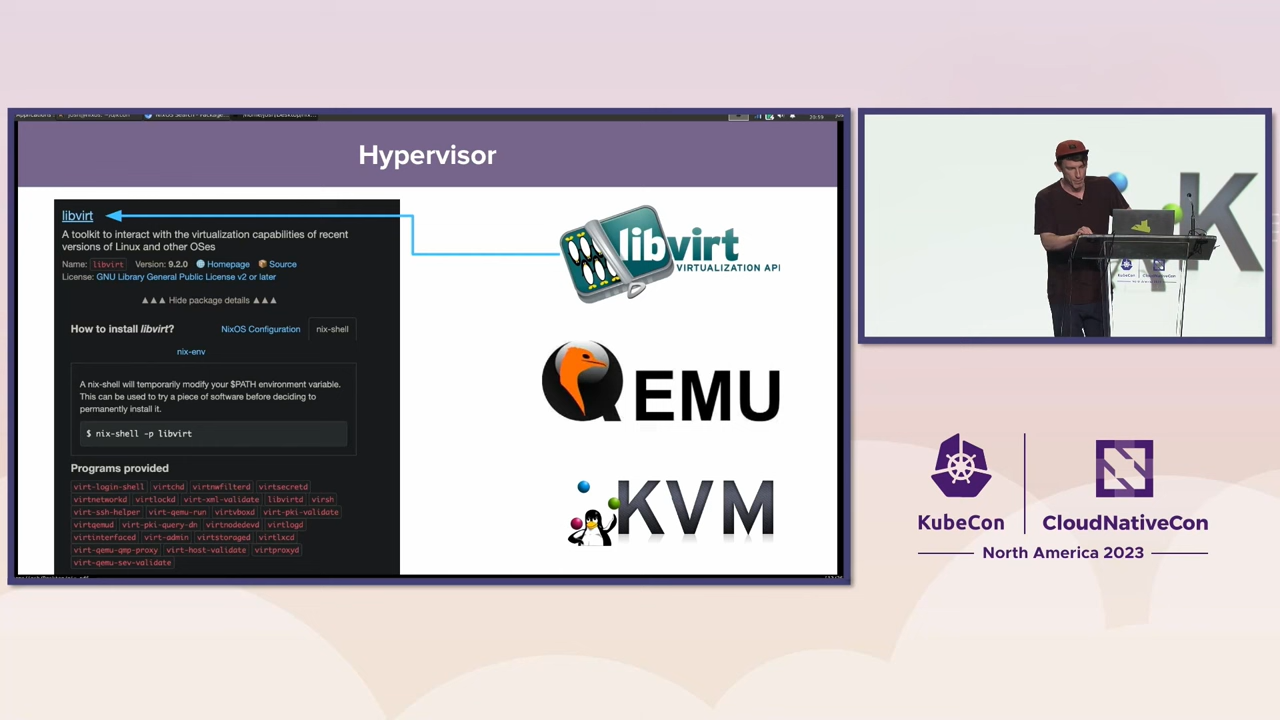 Hypervisor
libvirt
A toolkit to interact with the virtualization capabilities of recent
versions of Linux and other OSes
Name: libvirt Version: 9.2.0 Homepage Source
License: GNU Library General Public License v2 or later
▲▲▲ Hide package details ▲▲▲
How to install libvirt? NixOS Configuration nix-shell
nix-env
A nix-shell will temporarily modify your $PATH environment variable.
This can be used to try a piece of software before deciding to
permanently install it.
$ nix-shell -p libvirt
Programs provided
virt-login-shell virtchd virtnwfilterd virtsecretd
virtnetworkd virtlockd virt-xml-validate libvirtd virsh
virt-ssh-helper virt-qemu-run virtvboxd virt-pki-validate
virtqemud virt-pki-query-dn virtnodedevd virtlogd
virtinterfaced virt-admin virtstoraged virtlxcd
virt-qemu-qmp-proxy virt-host-validate virtproxyd
virt-qemu-sev-validate
libvirt
VIRTUALIZATION API
QEMU
KVM
K
KubeCon
CloudNativeCon
North America 2023